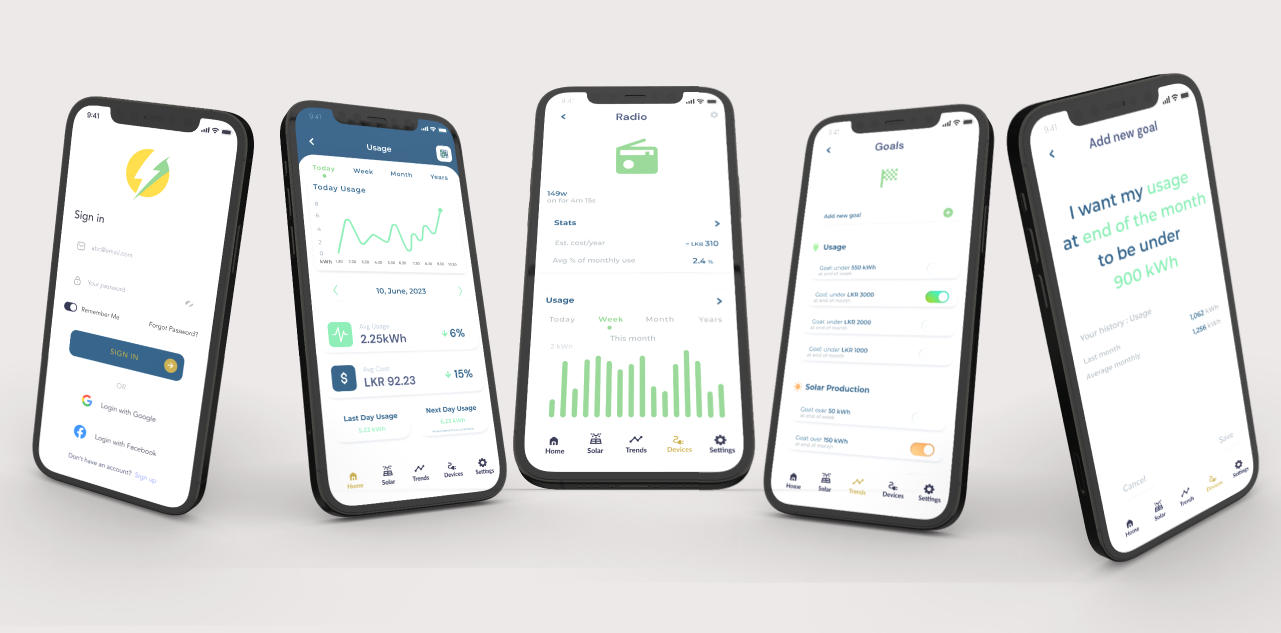 9:41
Sign in
abc@email.com
Your password
Remember Me
Forgot Password?
SIGN IN
OR
Login with Google
Login with Facebook
Don't have an account? Sign up
9:41
Usage
Today Week Month Years
Today Usage
8
6
4
2
0
kWh
10, June, 2023
Avg Usage
2.25kWh
6%
Avg Cost
LKR 92.23
15%
Last Day Usage
5.23 kWh
Next Day Usage
6.23 kWh
Home Solar Trends Devices Settings
9:41
Radio
149w
on for 4m 15s
Stats
Est. cost/year ~ LKR 310
Avg % of monthly use 2.4 %
Usage
Today Week Month Years
This month
2 kWh
Home Solar Trends Devices Settings
9:41
Goals
Add new goal
Usage
Goal: under 550 kWh
at end of week
Goal: under LKR 3000
at end of month
Goal: under LKR 2000
at end of month
Goal: under LKR 1000
at end of month
Solar Production
Goal: over 50 kWh
at end of week
Goal: over 150 kWh
at end of month
Home Solar Trends Devices Settings
9:41
Add new goal
I want my usage
at end of the month
to be under
900 kWh
Your history : Usage
Last month 1,062 kWh
Average monthly 1,256 kWh
Cancel Save
Home Solar Trends Devices Settings